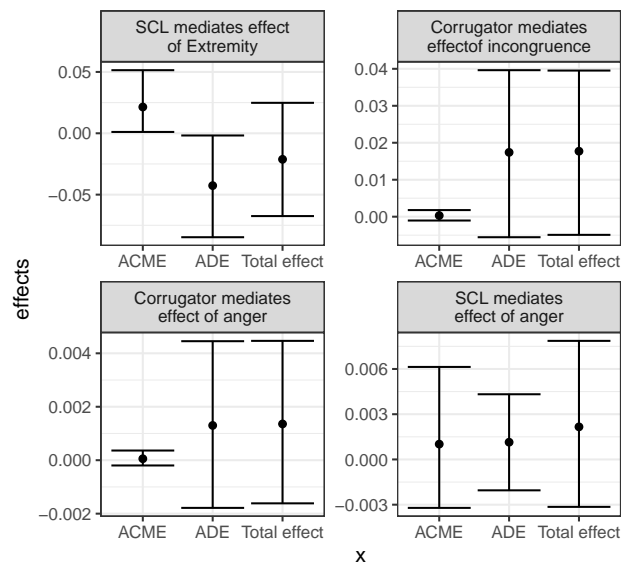 SCL mediates effect
of Extremity
Corrugator mediates
effectof incongruence
0.05
0.00
−0.05
0.04
0.03
0.02
0.01
0.00
ACME ADE Total effect
ACME ADE Total effect
effects
Corrugator mediates
effect of anger
SCL mediates
effect of anger
0.004
0.002
0.000
−0.002
0.006
0.003
0.000
−0.003
ACME ADE Total effect
ACME ADE Total effect
x